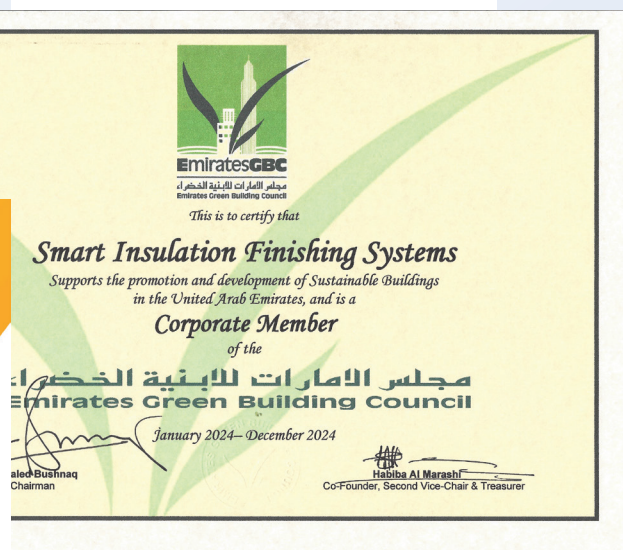 EmiratesGBC
مجلس الامارات للابنية الخضراء
Emirates Green Building Council
This is to certify that
Smart Insulation Finishing Systems
Supports the promotion and development of Sustainable Buildings
in the United Arab Emirates, and is a
Corporate Member
of the
مجلس الامارات للابنية الخضراء
Emirates Green Building Council
January 2024– December 2024
aled Bushnaq
Chairman
Habiba Al Marashi
Co-Founder, Second Vice-Chair & Treasurer